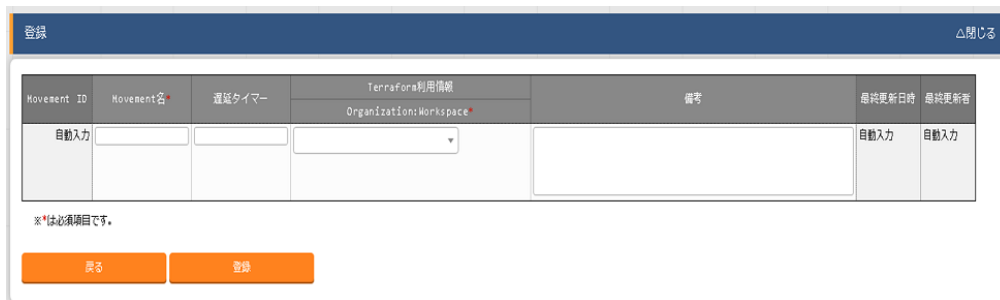 登録
△閉じる
Movement ID
Movement名*
遅延タイマー
Terraform利用情報
Organization:Workspace*
備考
最終更新日時
最終更新者
自動入力
自動入力
自動入力
※*は必須項目です。
戻る
登録